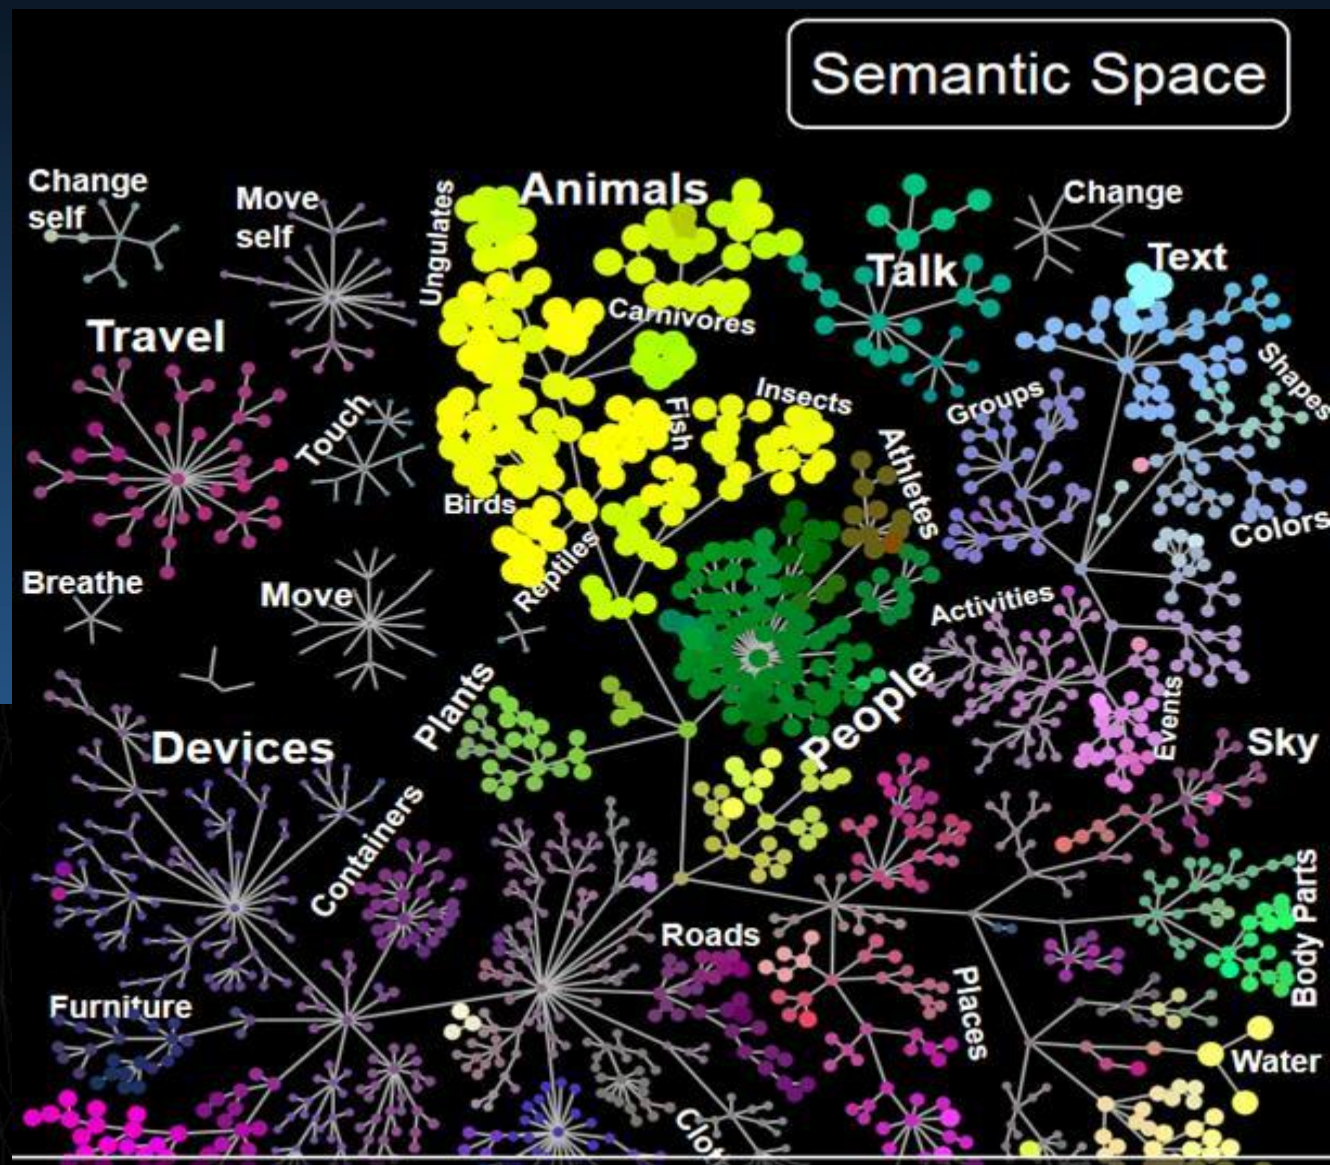 Semantic Space
Change
self
Move
self
Ungulates
Animals
Carnivores
Talk
Change
Text
Shapes
Travel
Touch
Fish
Insects
Athletes
Groups
Colors
Birds
Reptiles
Breathe
Move
Activities
Events
Plants
People
Sky
Devices
Containers
Roads
Places
Body Parts
Furniture
Water